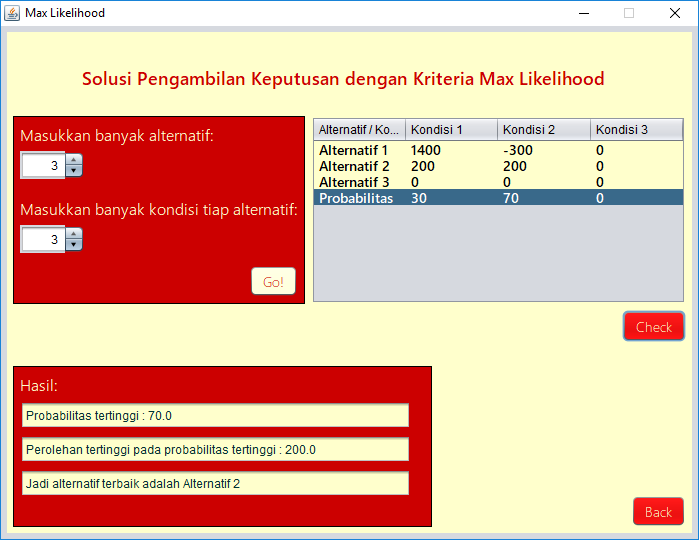 Max Likelihood
Solusi Pengambilan Keputusan dengan Kriteria Max Likelihood
Masukkan banyak alternatif:
3
Masukkan banyak kondisi tiap alternatif:
3
Go!
Alternatif / Ko... Kondisi 1 Kondisi 2 Kondisi 3
Alternatif 1 1400 -300 0
Alternatif 2 200 200 0
Alternatif 3 0 0 0
Probabilitas 30 70 0
Check
Hasil:
Probabilitas tertinggi : 70.0
Perolehan tertinggi pada probabilitas tertinggi : 200.0
Jadi alternatif terbaik adalah Alternatif 2
Back